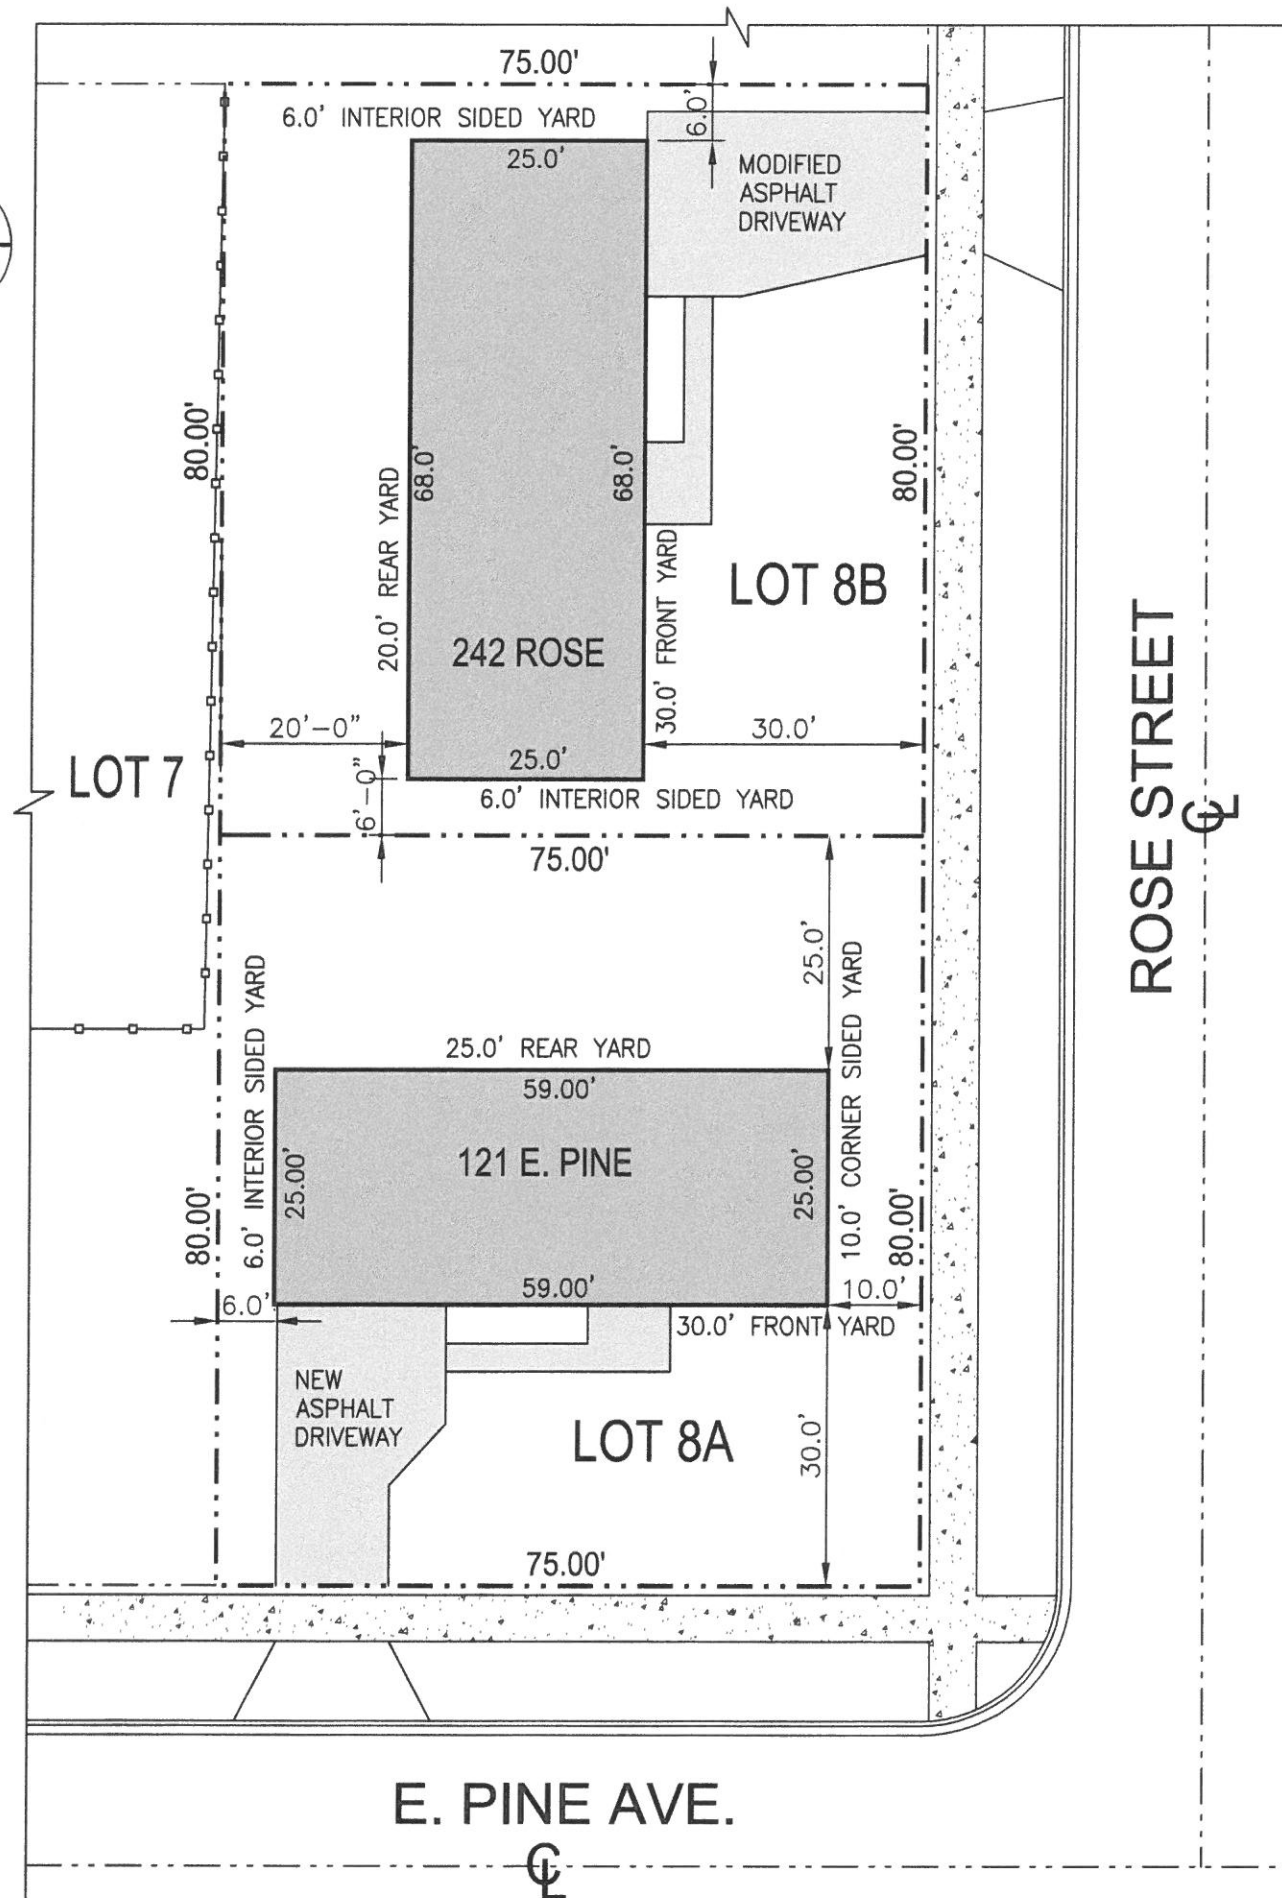 75.00'
6.0' INTERIOR SIDED YARD
6.0'
25.0'
MODIFIED
ASPHALT
DRIVEWAY
80.00'
20.0' REAR YARD
68.0'
68.0'
30.0' FRONT YARD
80.00'
LOT 8B
242 ROSE
20'-0"
30.0'
25.0'
LOT 7
6'-0"
6.0' INTERIOR SIDED YARD
75.00'
ROSE STREET
CL
25.0'
6.0' INTERIOR SIDED YARD
10.0' CORNER SIDED YARD
25.0' REAR YARD
59.00'
121 E. PINE
25.00'
25.00'
80.00'
80.00'
59.00'
6.0'
10.0'
30.0' FRONT YARD
NEW
ASPHALT
DRIVEWAY
LOT 8A
30.0'
75.00'
E. PINE AVE.
CL